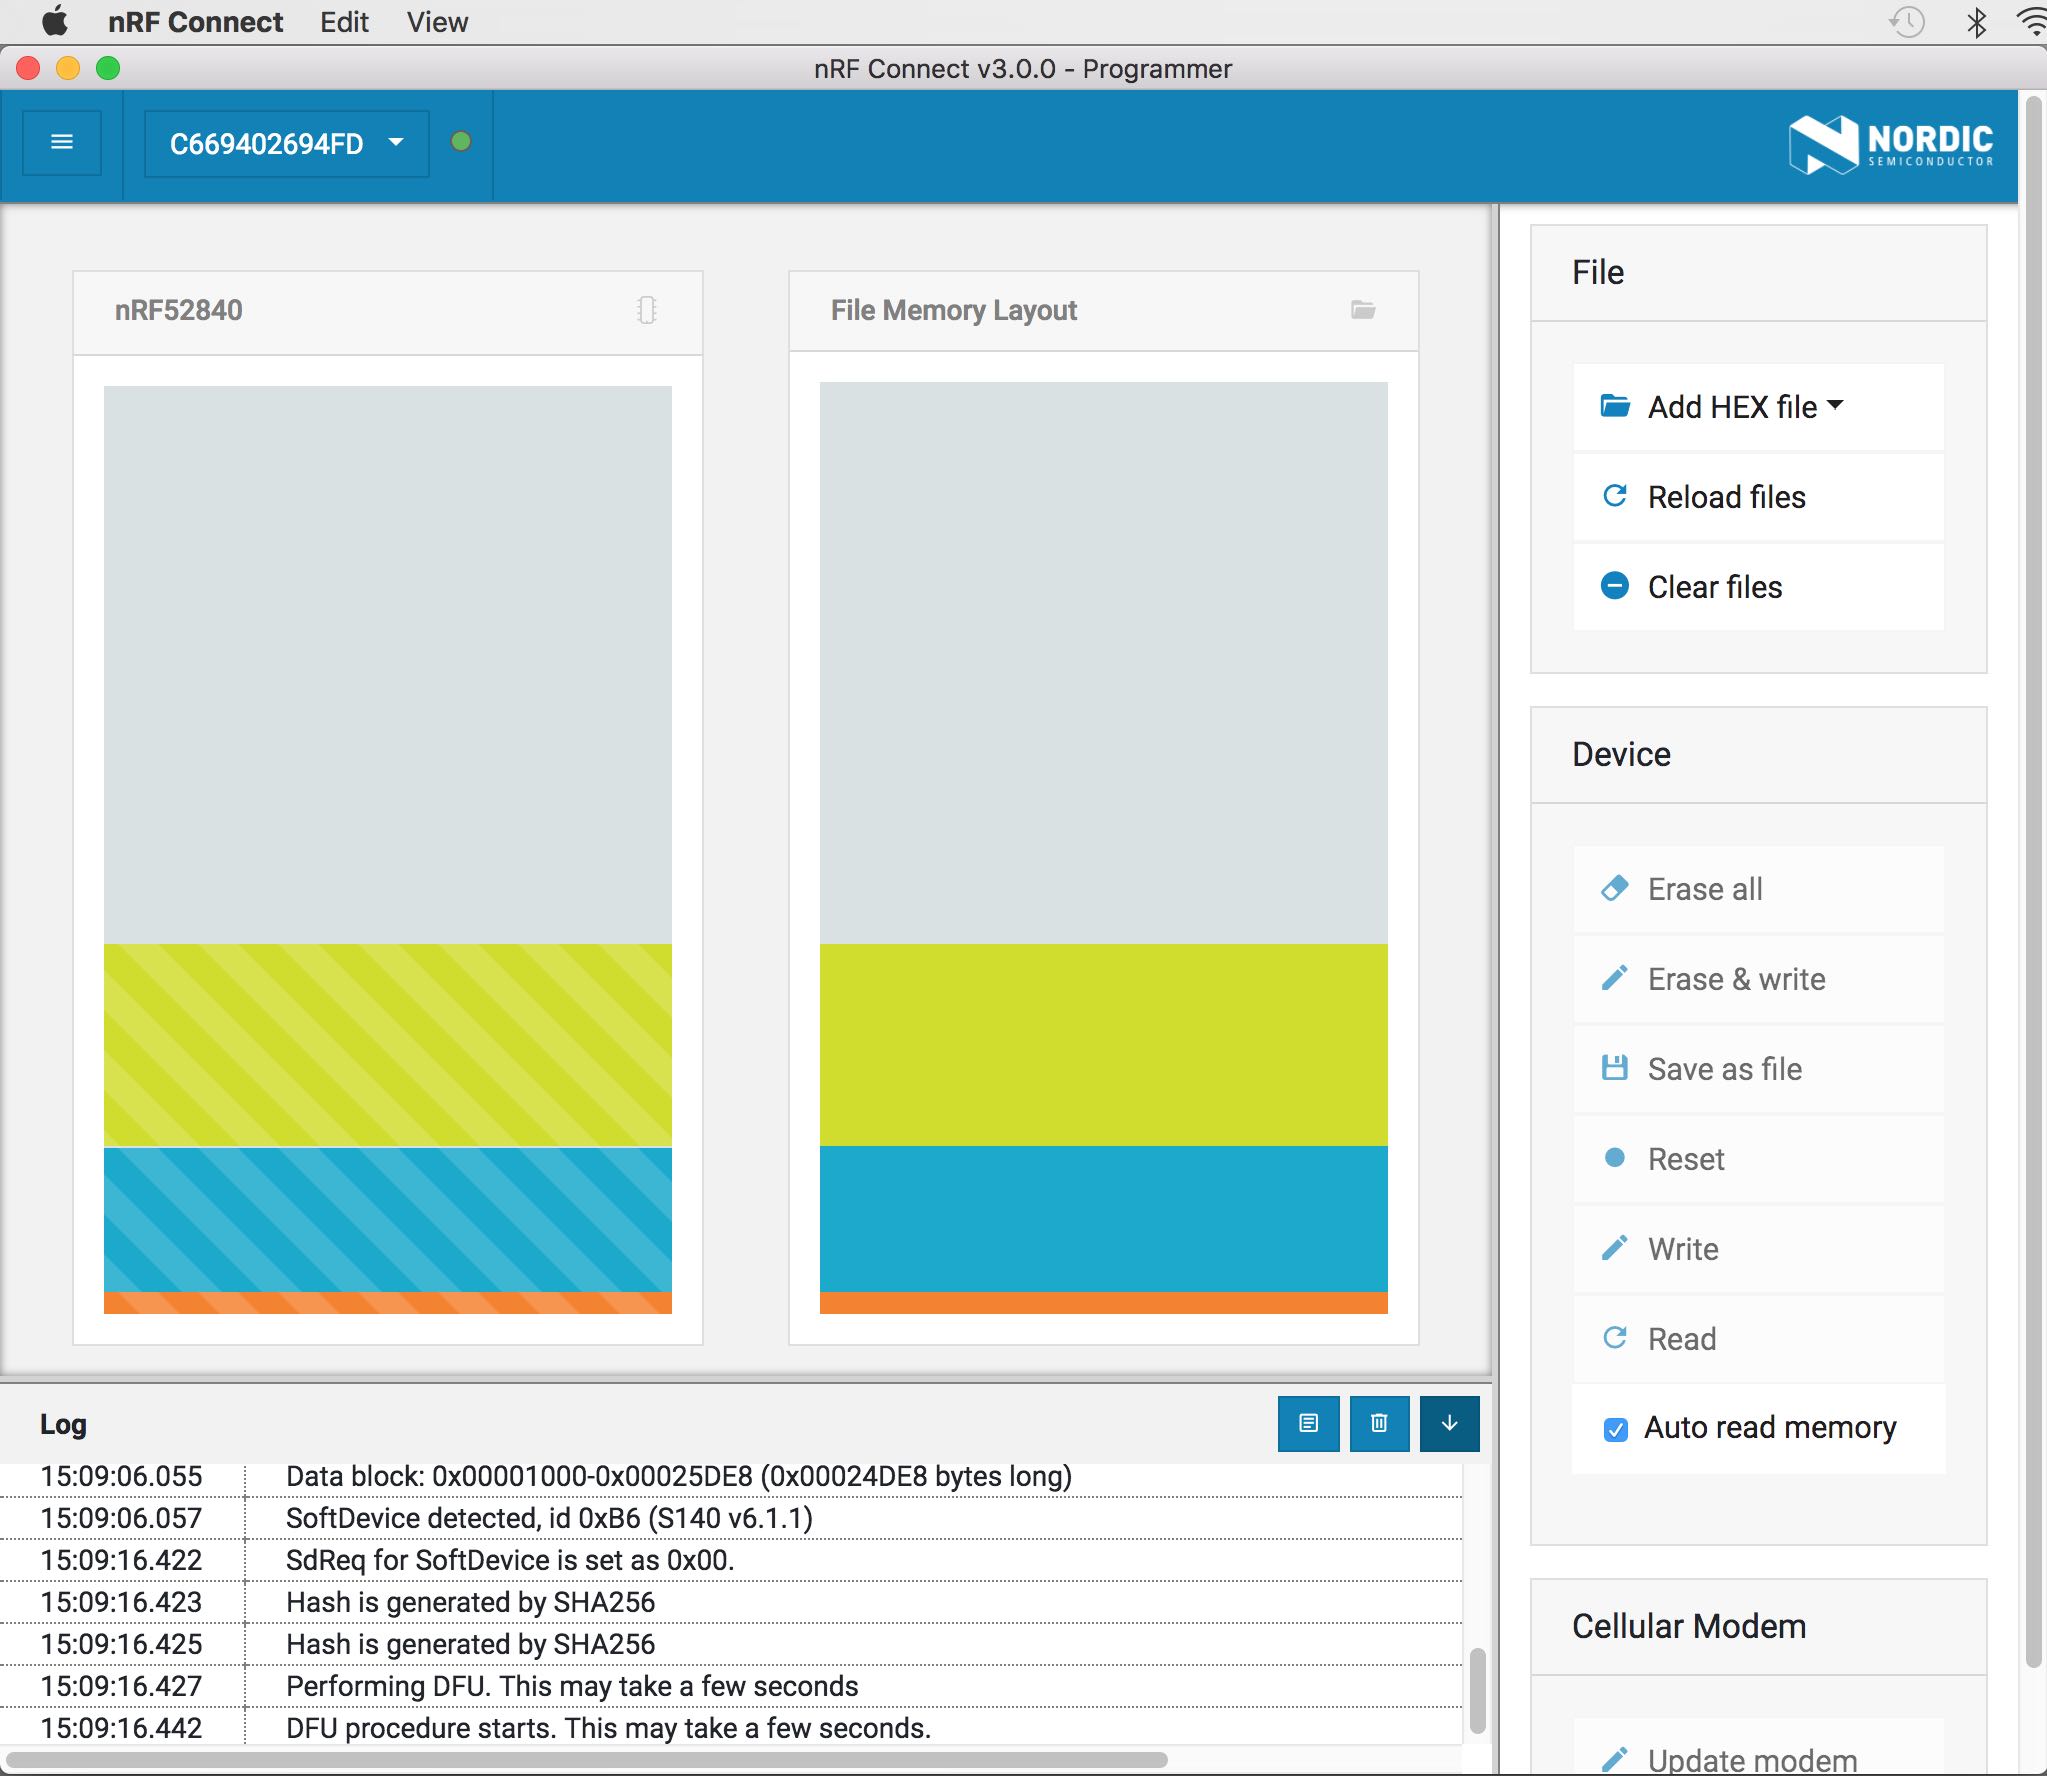 nRF Connect Edit View
nRF Connect v3.0.0 - Programmer
C669402694FD
NORDIC
SEMICONDUCTOR
nRF52840
File Memory Layout
File
Add HEX file
Reload files
Clear files
Device
Erase all
Erase & write
Save as file
Reset
Write
Read
Auto read memory
Cellular Modem
Update modem
Log
15:09:06.055 Data block: 0x00001000-0x00025DE8 (0x00024DE8 bytes long)
15:09:06.057 SoftDevice detected, id 0xB6 (S140 v6.1.1)
15:09:16.422 SdReq for SoftDevice is set as 0x00.
15:09:16.423 Hash is generated by SHA256
15:09:16.425 Hash is generated by SHA256
15:09:16.427 Performing DFU. This may take a few seconds
15:09:16.442 DFU procedure starts. This may take a few seconds.